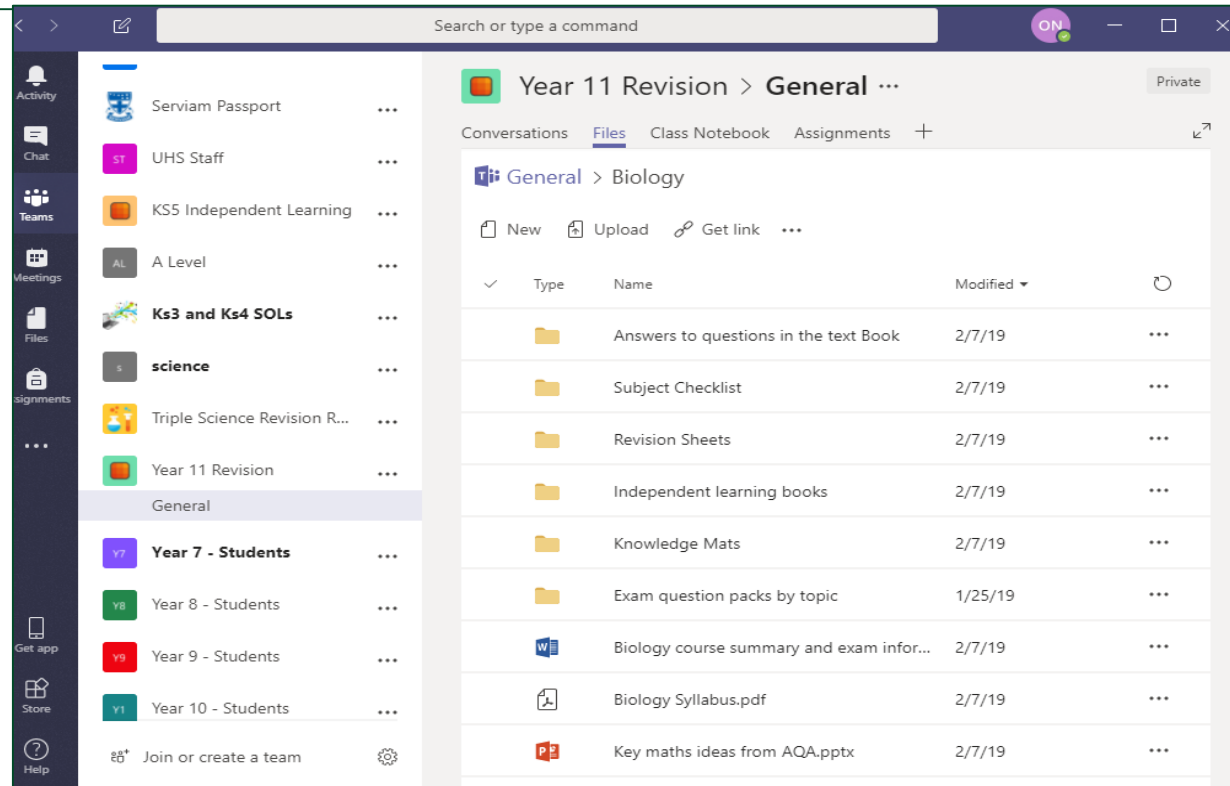 Search or type a command
ON
Activity
Chat
Teams
Meetings
Files
ssignments
Get app
Store
Help
Serviam Passport
ST UHS Staff
KS5 Independent Learning
AL A Level
Ks3 and Ks4 SOLs
s science
Triple Science Revision R...
Year 11 Revision
General
Y7 Year 7 - Students
Y8 Year 8 - Students
Y9 Year 9 - Students
Y1 Year 10 - Students
Join or create a team
Year 11 Revision > General ...
Private
Conversations Files Class Notebook Assignments +
General > Biology
New Upload Get link ...
Type Name Modified
Answers to questions in the text Book 2/7/19
Subject Checklist 2/7/19
Revision Sheets 2/7/19
Independent learning books 2/7/19
Knowledge Mats 2/7/19
Exam question packs by topic 1/25/19
Biology course summary and exam infor... 2/7/19
Biology Syllabus.pdf 2/7/19
Key maths ideas from AQA.pptx 2/7/19